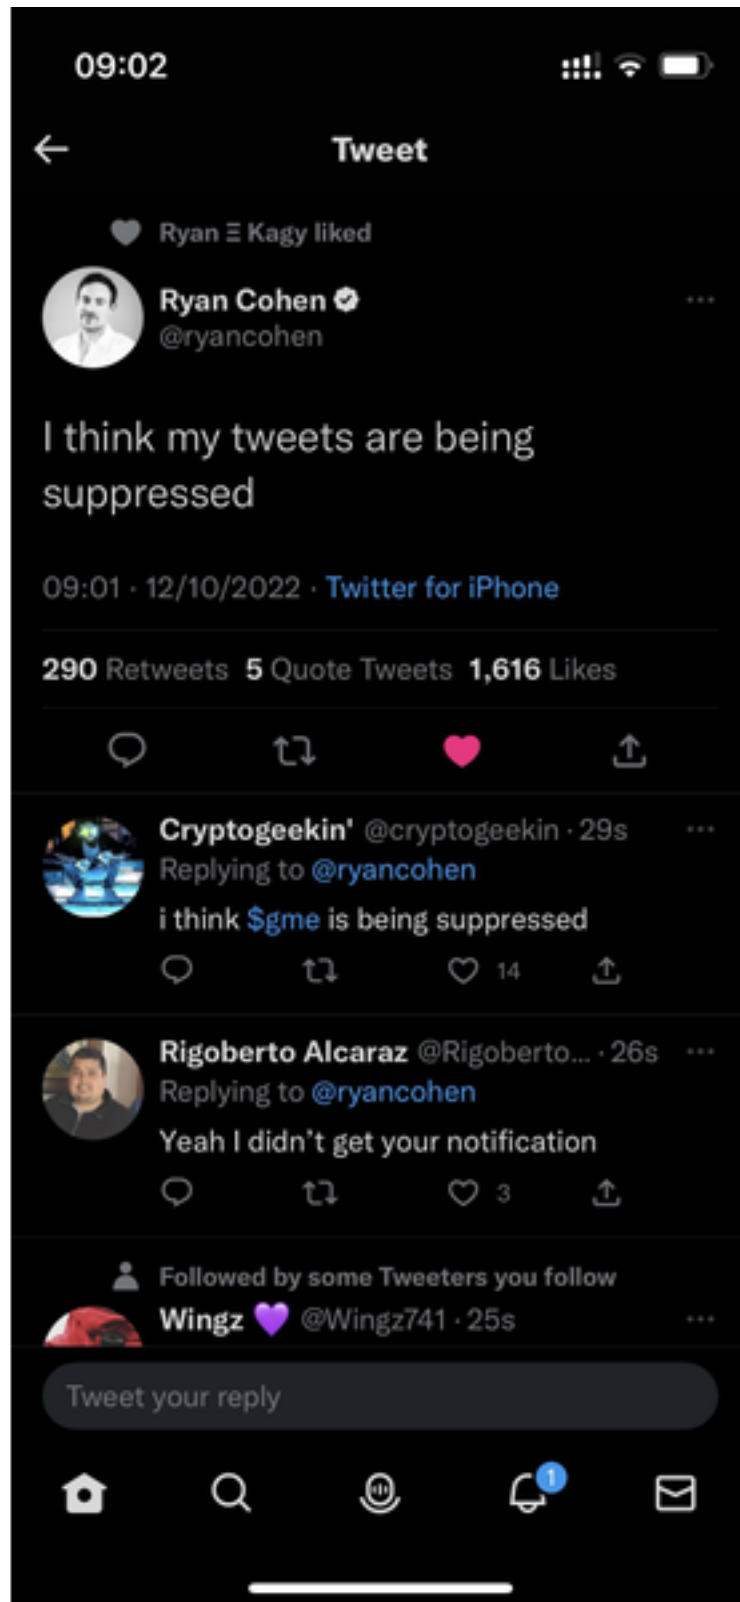 09:02
Tweet
Ryan Ξ Kagy liked
Ryan Cohen
@ryancohen
I think my tweets are being
suppressed
09:01 · 12/10/2022 · Twitter for iPhone
290 Retweets 5 Quote Tweets 1,616 Likes
Cryptogeekin' @cryptogeekin · 29s
Replying to @ryancohen
i think $gme is being suppressed
14
Rigoberto Alcaraz @Rigoberto... · 26s
Replying to @ryancohen
Yeah I didn't get your notification
3
Followed by some Tweeters you follow
Wingz 💜 @Wingz741 · 25s
Tweet your reply
1